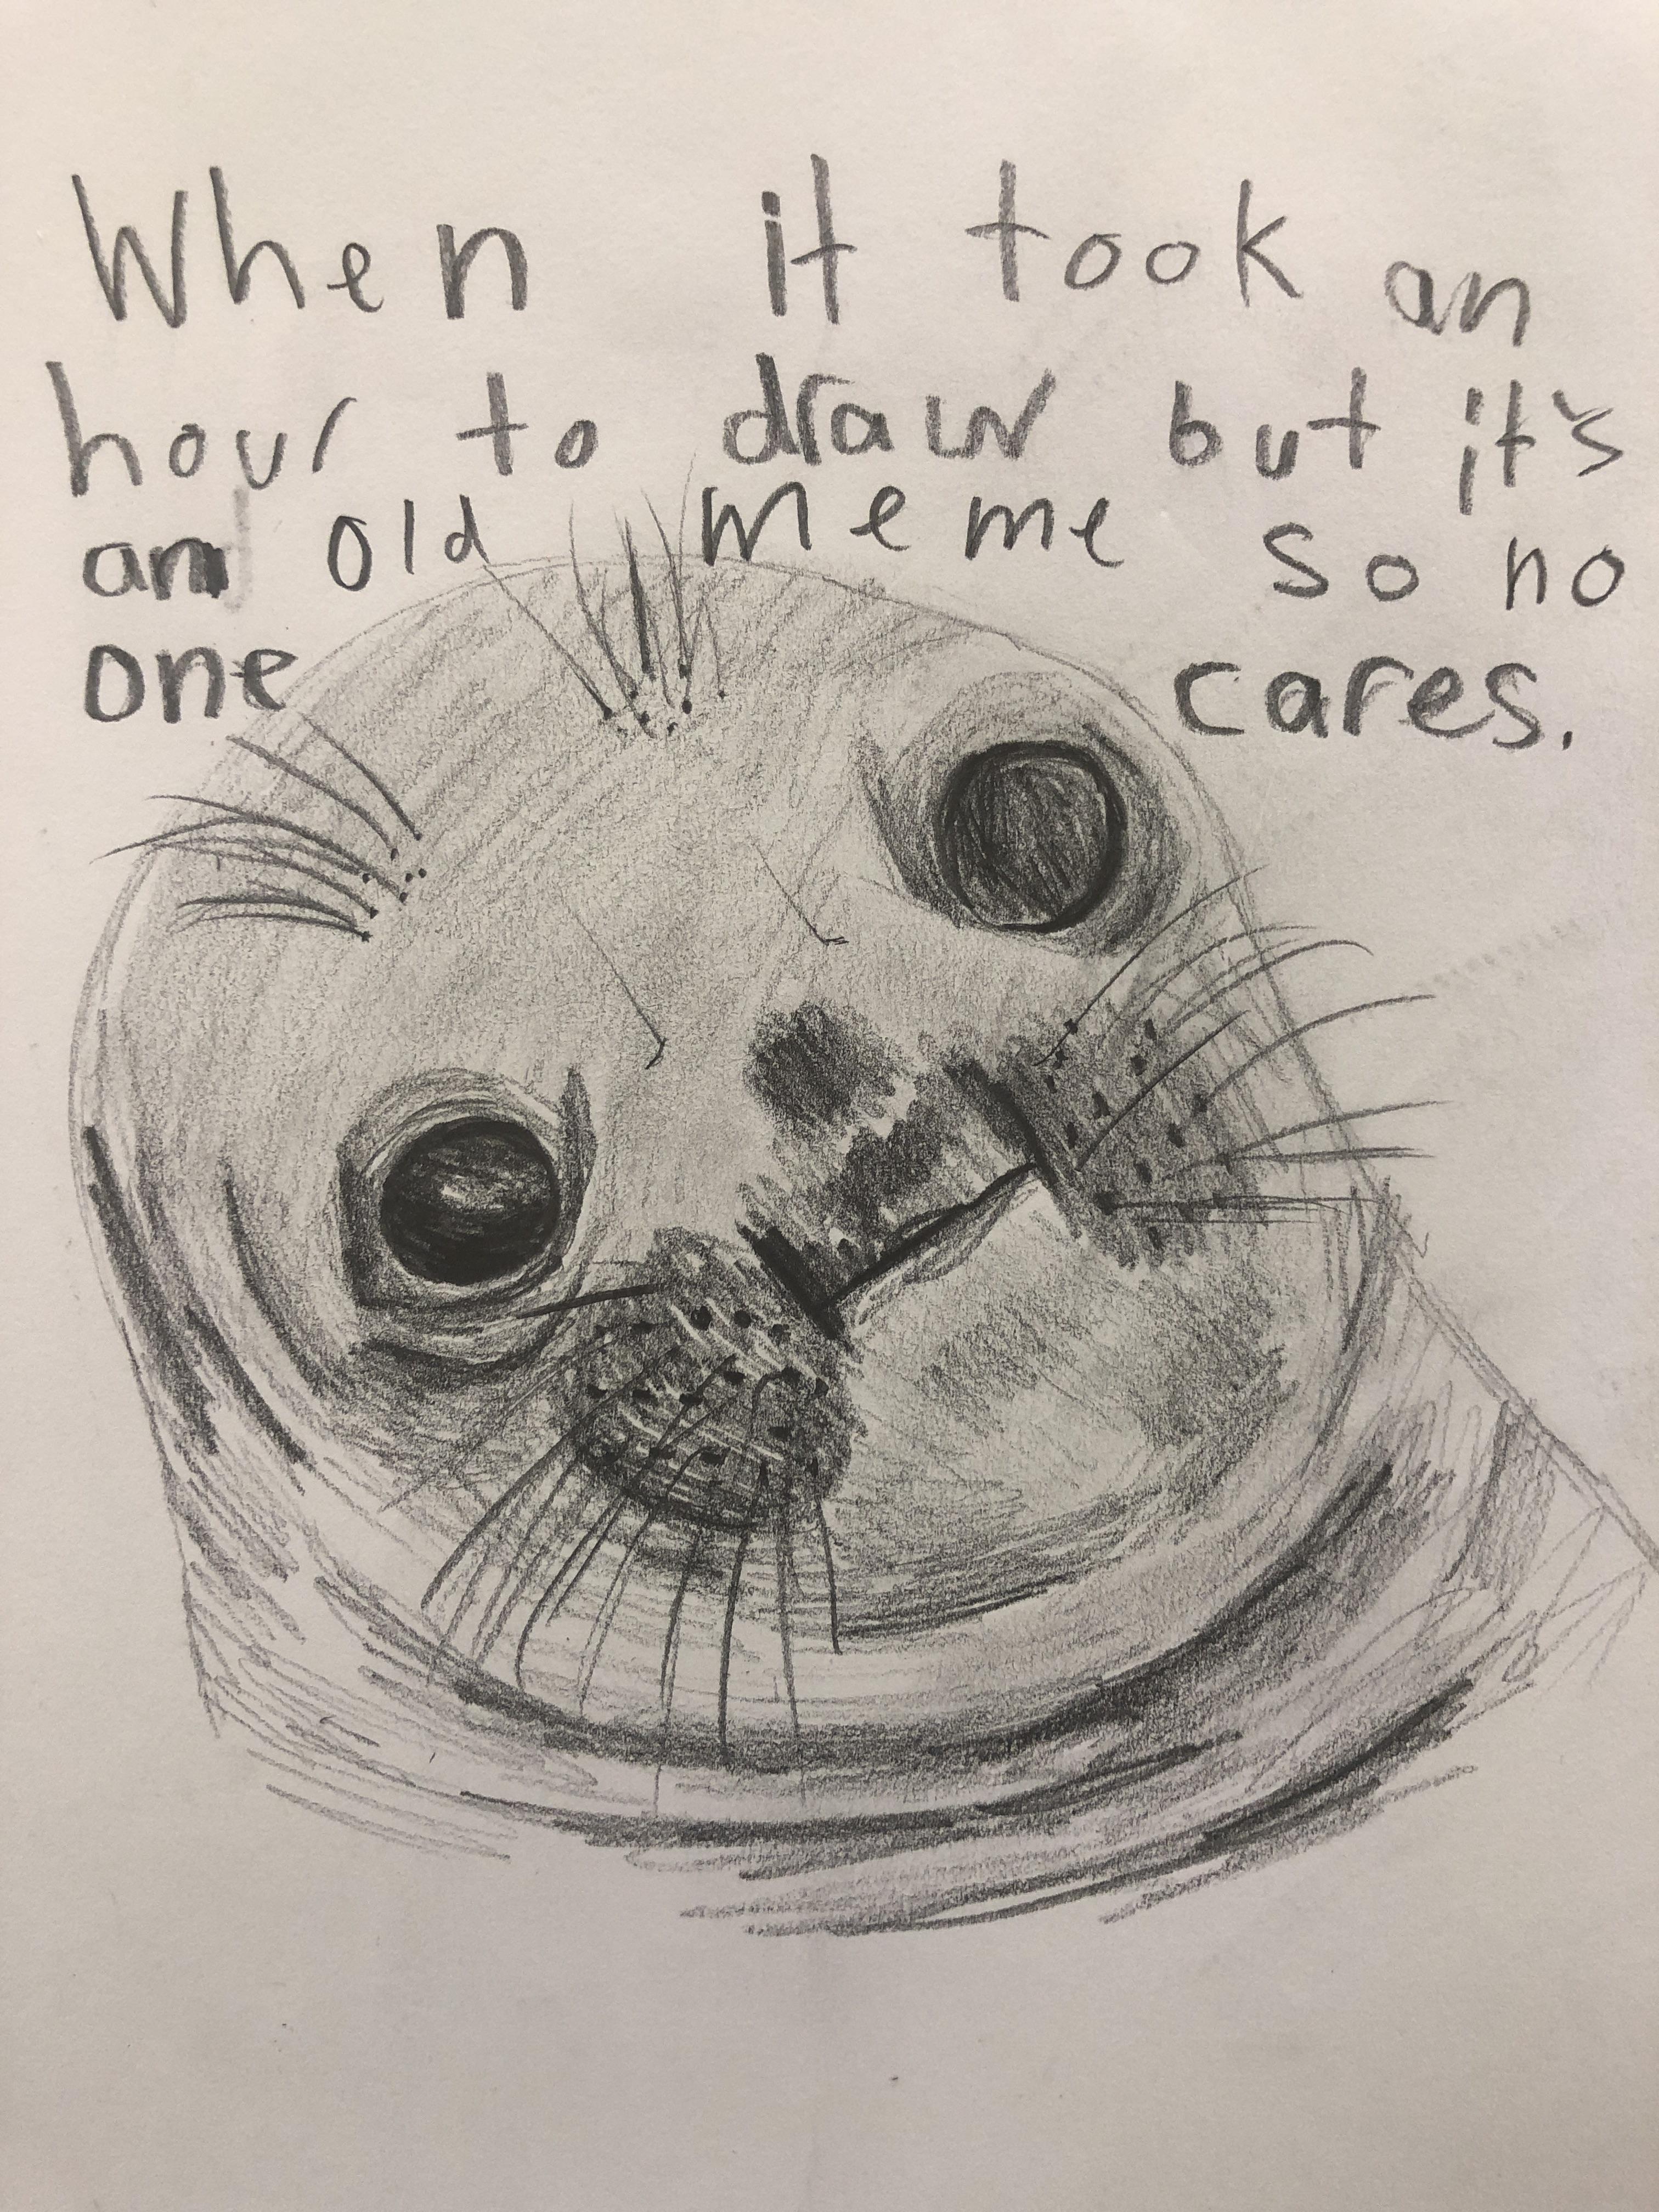 When it took an
hour to draw but it's
an old meme so no
one cares.